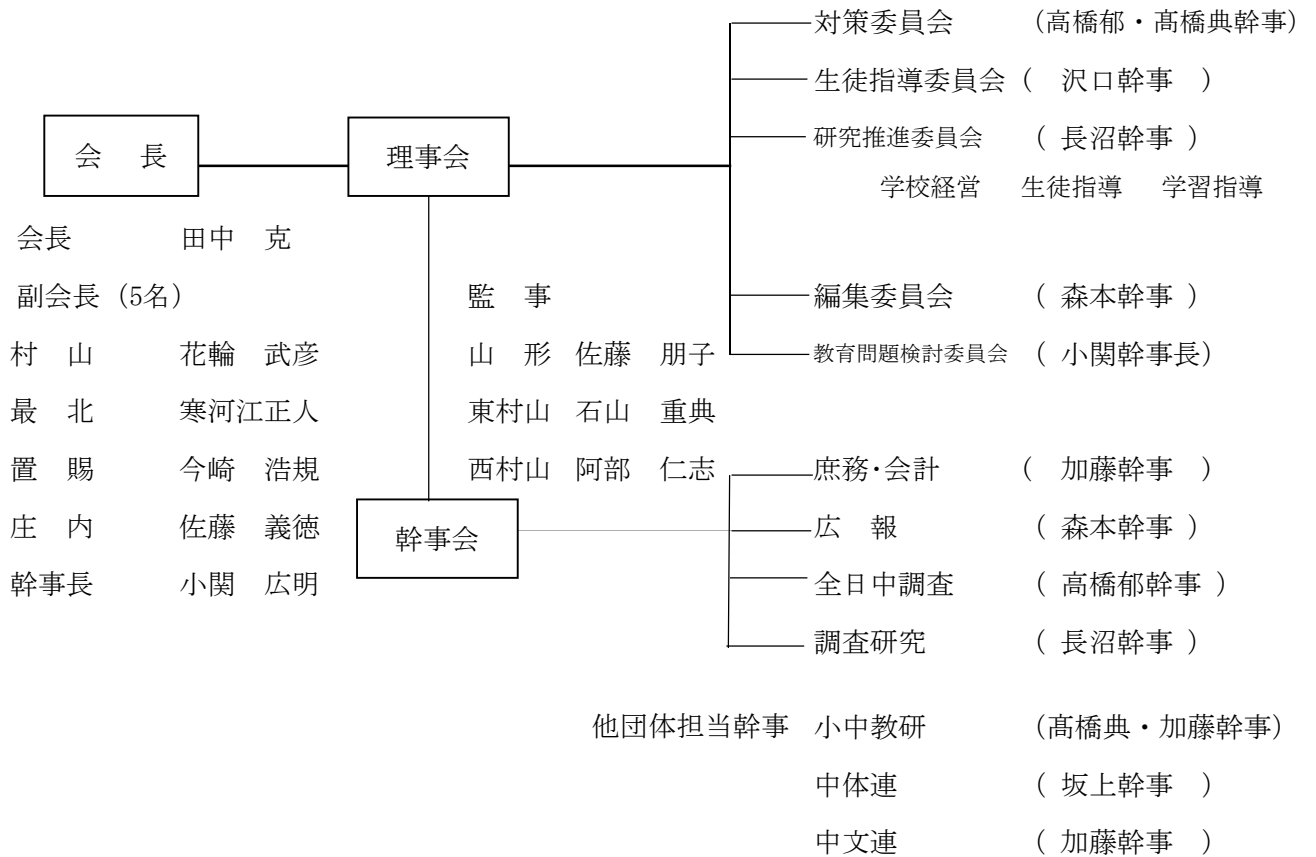 対策委員会 (高橋郁・髙橋典幹事)
生徒指導委員会 ( 沢口幹事 )
会 長 理事会 研究推進委員会 ( 長沼幹事 )
学校経営 生徒指導 学習指導
会長 田中 克
副会長 (5名) 監 事 編集委員会 ( 森本幹事 )
村 山 花輪 武彦 山 形 佐藤 朋子 教育問題検討委員会 ( 小関幹事長)
最 北 寒河江正人 東村山 石山 重典
置 賜 今崎 浩規 西村山 阿部 仁志 庶務・会計 ( 加藤幹事 )
庄 内 佐藤 義徳 幹事会 広 報 ( 森本幹事 )
幹事長 小関 広明 全日中調査 ( 高橋郁幹事 )
調査研究 ( 長沼幹事 )
他団体担当幹事 小中教研 (髙橋典・加藤幹事)
中体連 ( 坂上幹事 )
中文連 ( 加藤幹事 )